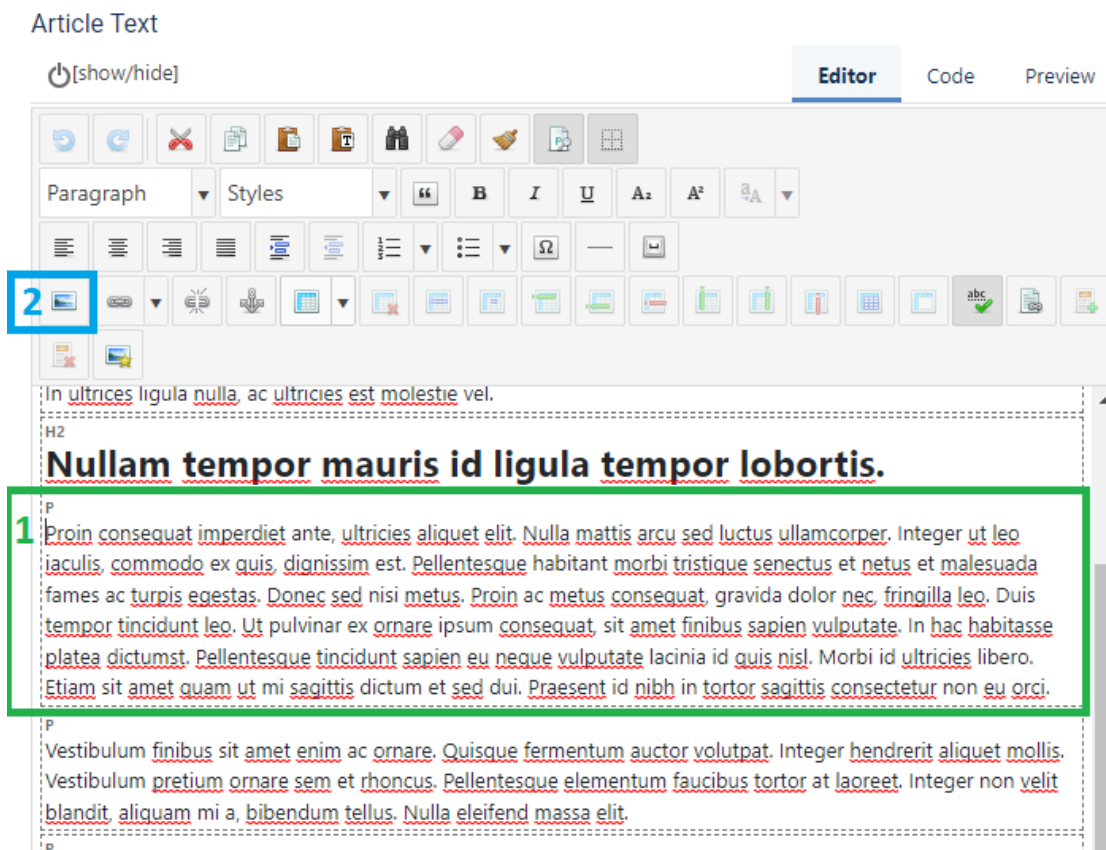 Article Text
[show/hide]
Editor Code Preview
T
Paragraph Styles B I U A₂ A² aA
Ω
2 abc
In ultrices ligula nulla, ac ultricies est molestie vel.
H2
Nullam tempor mauris id ligula tempor lobortis.
P
1 Proin consequat imperdiet ante, ultricies aliquet elit. Nulla mattis arcu sed luctus ullamcorper. Integer ut leo
iaculis, commodo ex quis, dignissim est. Pellentesque habitant morbi tristique senectus et netus et malesuada
fames ac turpis egestas. Donec sed nisi metus. Proin ac metus consequat, gravida dolor nec, fringilla leo. Duis
tempor tincidunt leo. Ut pulvinar ex ornare ipsum consequat, sit amet finibus sapien vulputate. In hac habitasse
platea dictumst. Pellentesque tincidunt sapien eu neque vulputate lacinia id quis nisl. Morbi id ultricies libero.
Etiam sit amet quam ut mi sagittis dictum et sed dui. Praesent id nibh in tortor sagittis consectetur non eu orci.
P
Vestibulum finibus sit amet enim ac ornare. Quisque fermentum auctor volutpat. Integer hendrerit aliquet mollis.
Vestibulum pretium ornare sem et rhoncus. Pellentesque elementum faucibus tortor at laoreet. Integer non velit
blandit, aliquam mi a, bibendum tellus. Nulla eleifend massa elit.
P